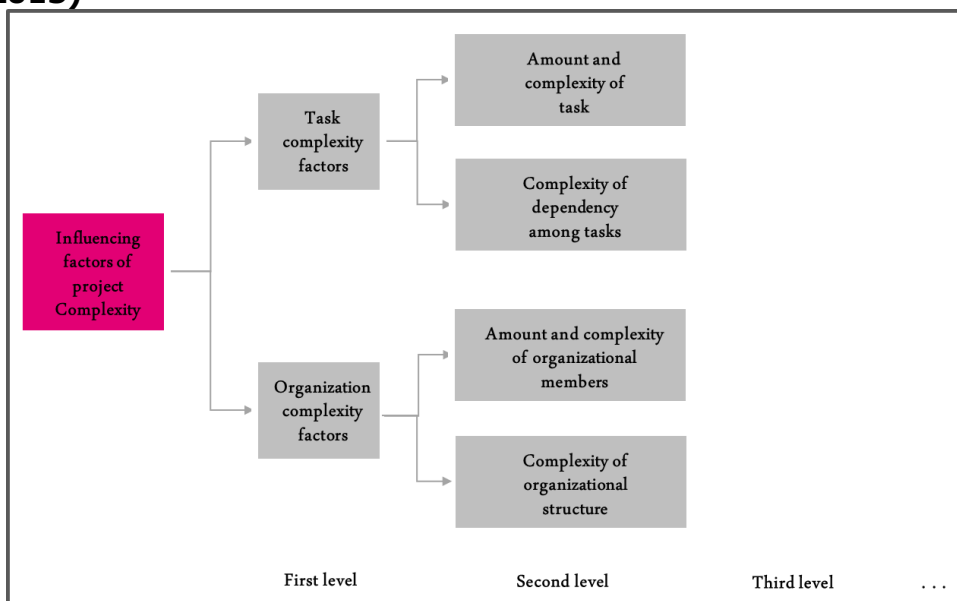 Amount and
complexity of
task
Task
complexity
factors
Complexity of
dependency
among tasks
Influencing
factors of
project
Complexity
Amount and complexity
of organizational
members
Organization
complexity
factors
Complexity of
organizational
structure
First level
Second level
Third level
. . .